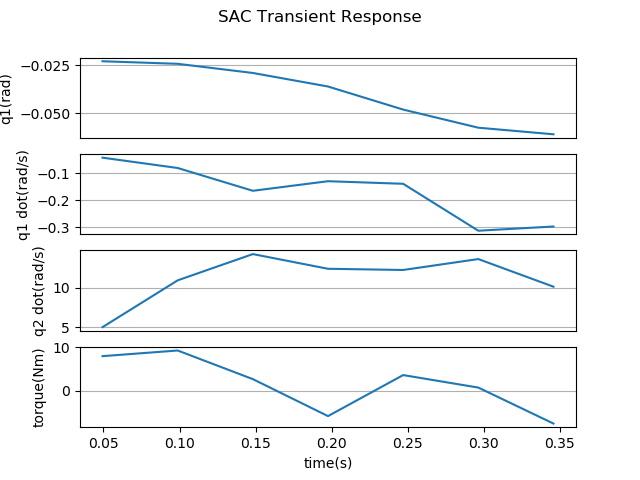 SAC Transient Response
−0.025
−0.050
q1(rad)
−0.1
−0.2
−0.3
q1 dot(rad/s)
10
5
q2 dot(rad/s)
10
0
torque(Nm)
0.05 0.10 0.15 0.20 0.25 0.30 0.35
time(s)